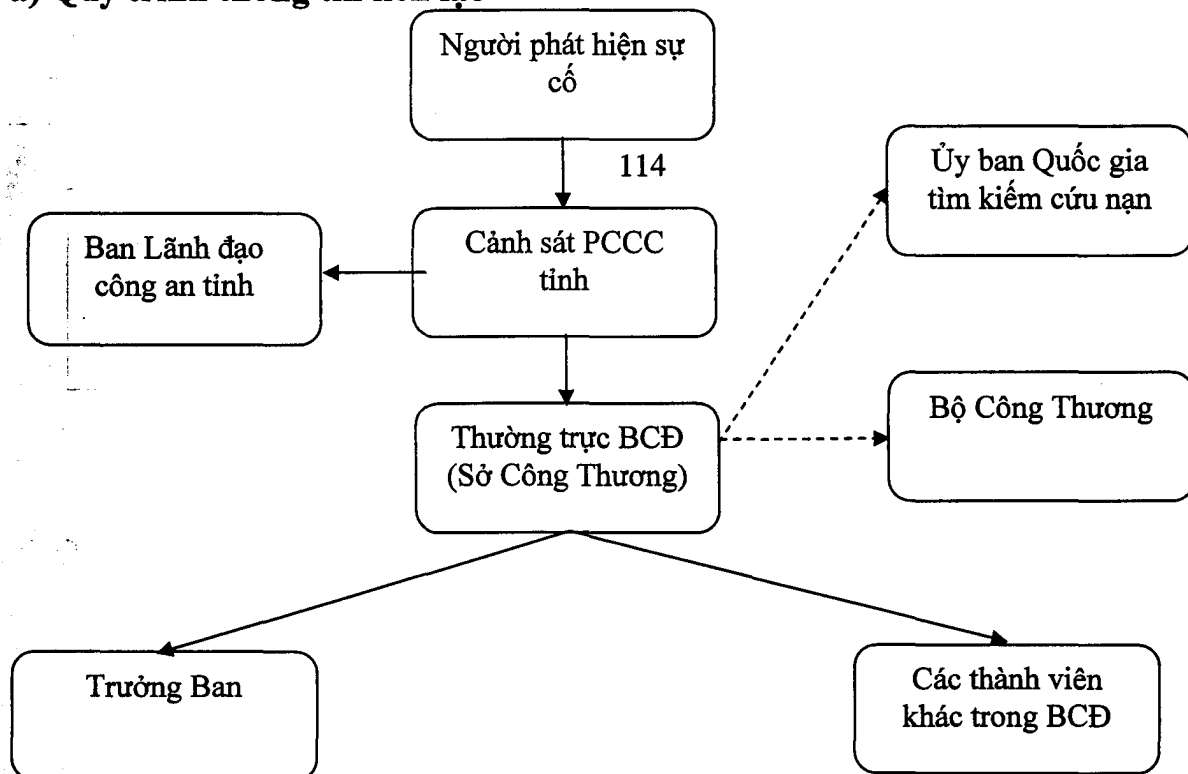 Người phát hiện sự
cố
114
Ủy ban Quốc gia
tìm kiếm cứu nạn
Ban Lãnh đạo
công an tỉnh
Cảnh sát PCCC
tỉnh
Thường trực BCĐ
(Sở Công Thương)
Bộ Công Thương
Trưởng Ban
Các thành viên
khác trong BCĐ